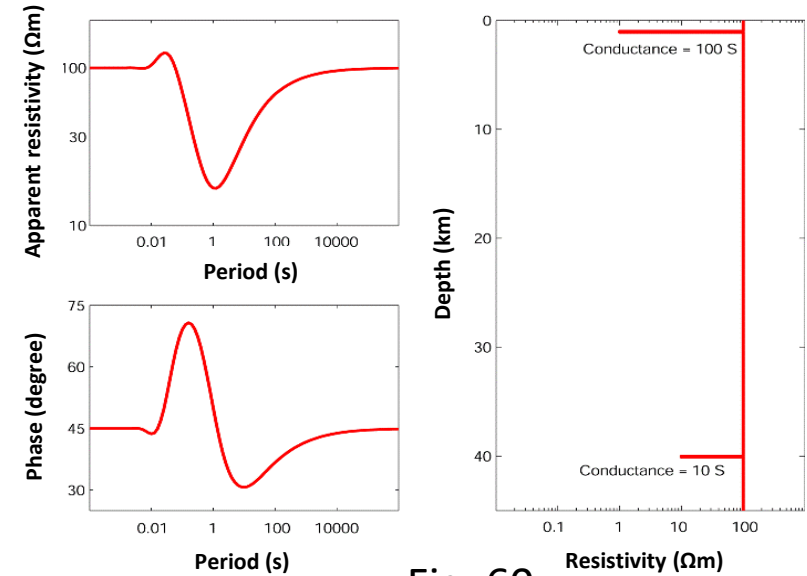 Apparent resistivity (Ωm)
100
30
10
0.01 1 100 10000
Period (s)
Phase (degree)
75
60
45
30
0.01 1 100 10000
Period (s)
Depth (km)
0
10
20
30
40
Conductance = 100 S
Conductance = 10 S
0.1 1 10 100
Resistivity (Ωm)